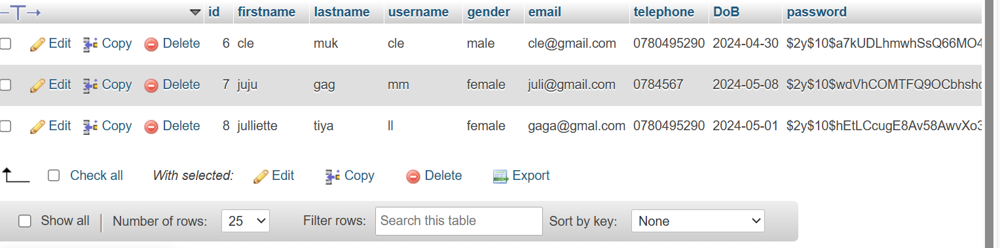 id firstname lastname username gender email telephone DoB password
Edit Copy Delete 6 cle muk cle male cle@gmail.com 0780495290 2024-04-30 $2y$10$a7kUDLhmwhSsQ66MO4
Edit Copy Delete 7 juju gag mm female juli@gmail.com 0784567 2024-05-08 $2y$10$wdVhCOMTFQ9OCbhsho
Edit Copy Delete 8 julliette tiya ll female gaga@gmal.com 0780495290 2024-05-01 $2y$10$hEtLCcugE8Av58AwvXo3
Check all With selected: Edit Copy Delete Export
Show all Number of rows: 25 Filter rows: Search this table Sort by key: None